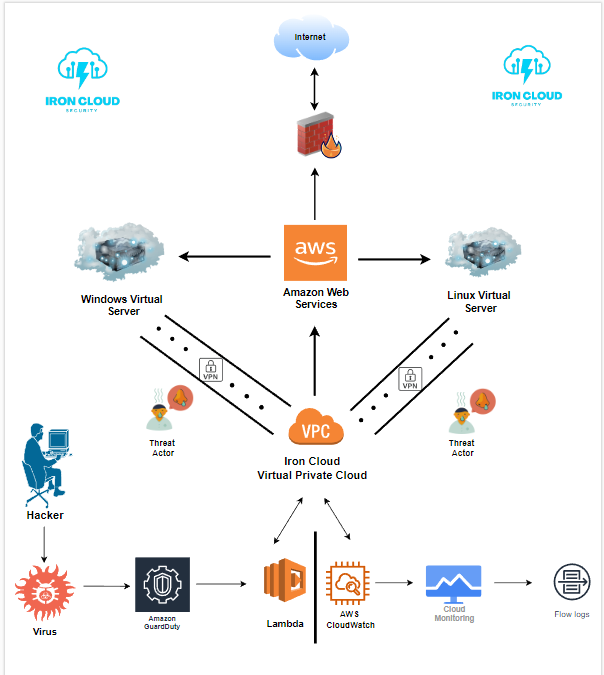 Internet
IRON CLOUD
SECURITY
IRON CLOUD
SECURITY
aws
Amazon Web
Services
Windows Virtual
Server
Linux Virtual
Server
VPN
VPN
Threat
Actor
Threat
Actor
VPC
Iron Cloud
Virtual Private Cloud
Hacker
Virus
Amazon
GuardDuty
Lambda
AWS
CloudWatch
Cloud
Monitoring
Flow logs